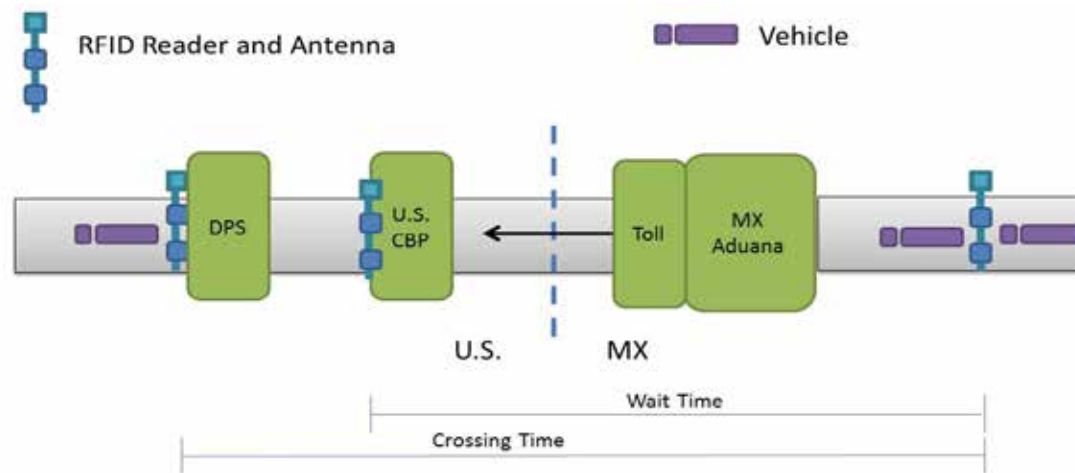 RFID Reader and Antenna
Vehicle
DPS
U.S.
CBP
Toll
MX
Aduana
U.S.
MX
Wait Time
Crossing Time